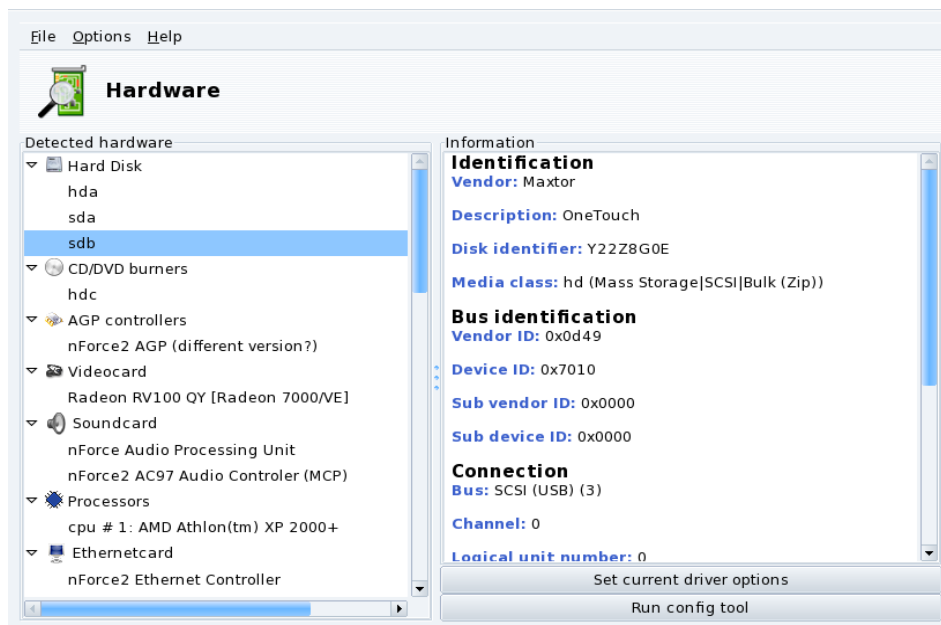 File Options Help
Hardware
Detected hardware
Hard Disk
hda
sda
sdb
CD/DVD burners
hdc
AGP controllers
nForce2 AGP (different version?)
Videocard
Radeon RV100 QY [Radeon 7000/VE]
Soundcard
nForce Audio Processing Unit
nForce2 AC97 Audio Controler (MCP)
Processors
cpu # 1: AMD Athlon(tm) XP 2000+
Ethernetcard
nForce2 Ethernet Controller
Information
Identification
Vendor: Maxtor
Description: OneTouch
Disk identifier: Y22Z8G0E
Media class: hd (Mass Storage|SCSI|Bulk (Zip))
Bus identification
Vendor ID: 0x0d49
Device ID: 0x7010
Sub vendor ID: 0x0000
Sub device ID: 0x0000
Connection
Bus: SCSI (USB) (3)
Channel: 0
Logical unit number: 0
Set current driver options
Run config tool